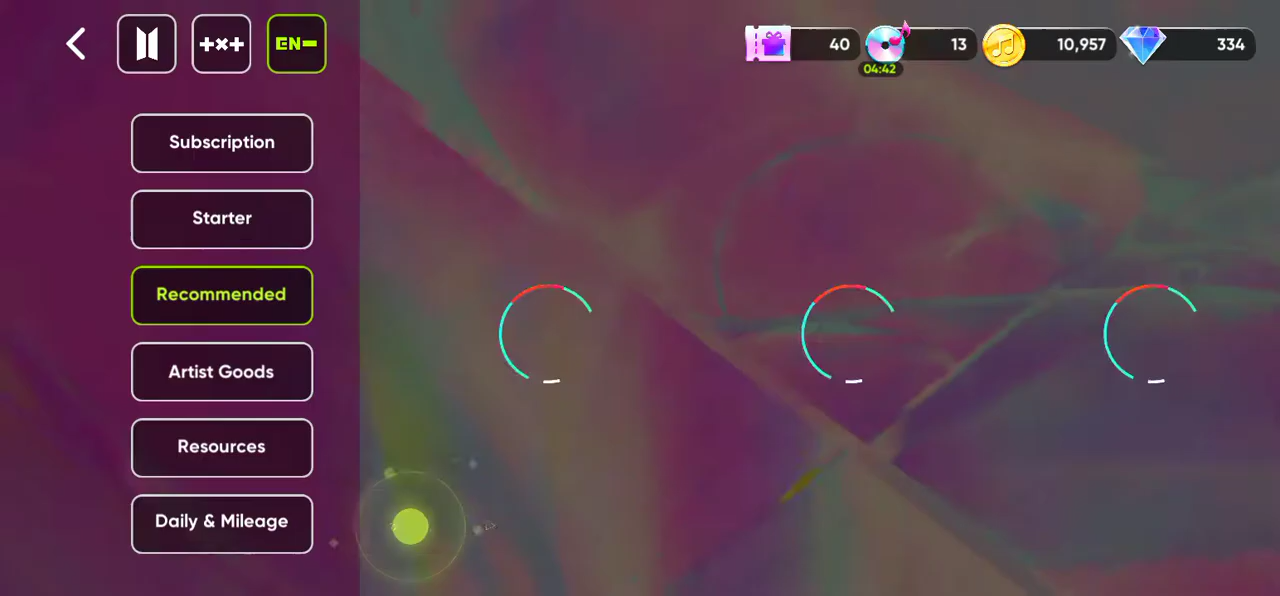 +×+
EN-
40
13
10,957
334
04:42
Subscription
Starter
Recommended
Artist Goods
Resources
Daily & Mileage